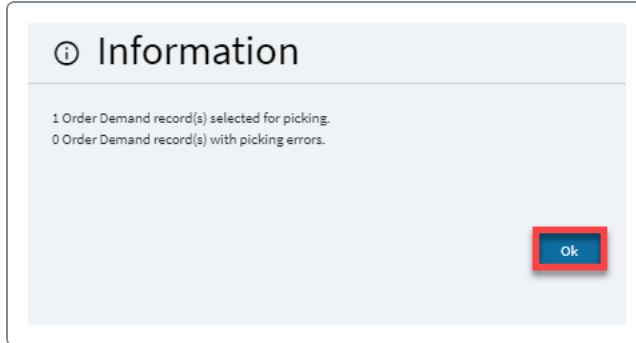 Information
1 Order Demand record(s) selected for picking.
0 Order Demand record(s) with picking errors.
Ok